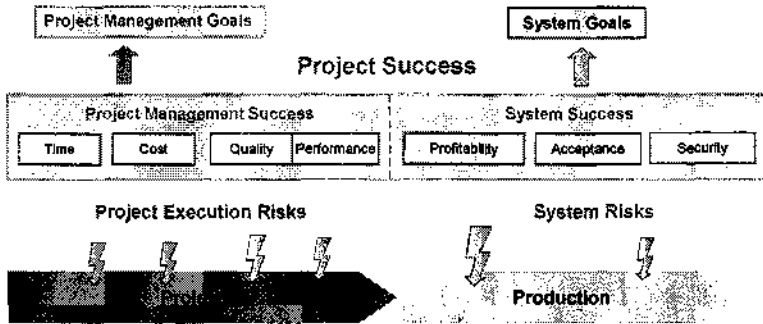 Project Management Goals
System Goals
Project Success
Project Management Success
System Success
Time
Cost
Quality
Performance
Profitability
Acceptance
Security
Project Execution Risks
System Risks
Production